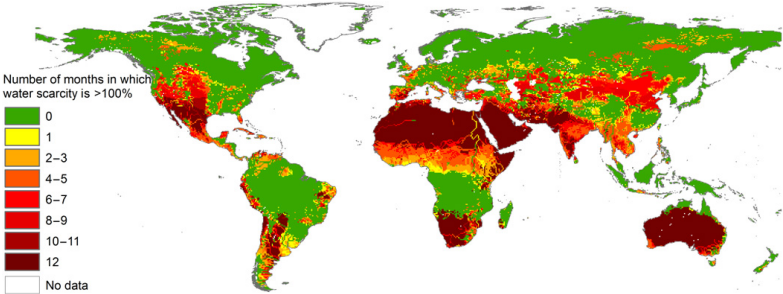 Number of months in which
water scarcity is >100%
0
1
2–3
4–5
6–7
8–9
10–11
12
No data